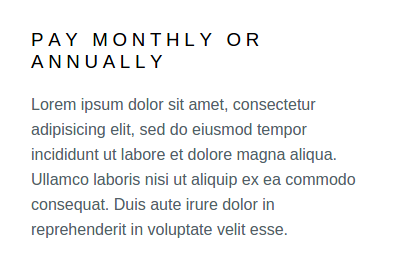 PAY MONTHLY OR
ANNUALLY
Lorem ipsum dolor sit amet, consectetur
adipisicing elit, sed do eiusmod tempor
incididunt ut labore et dolore magna aliqua.
Ullamco laboris nisi ut aliquip ex ea commodo
consequat. Duis aute irure dolor in
reprehenderit in voluptate velit esse.